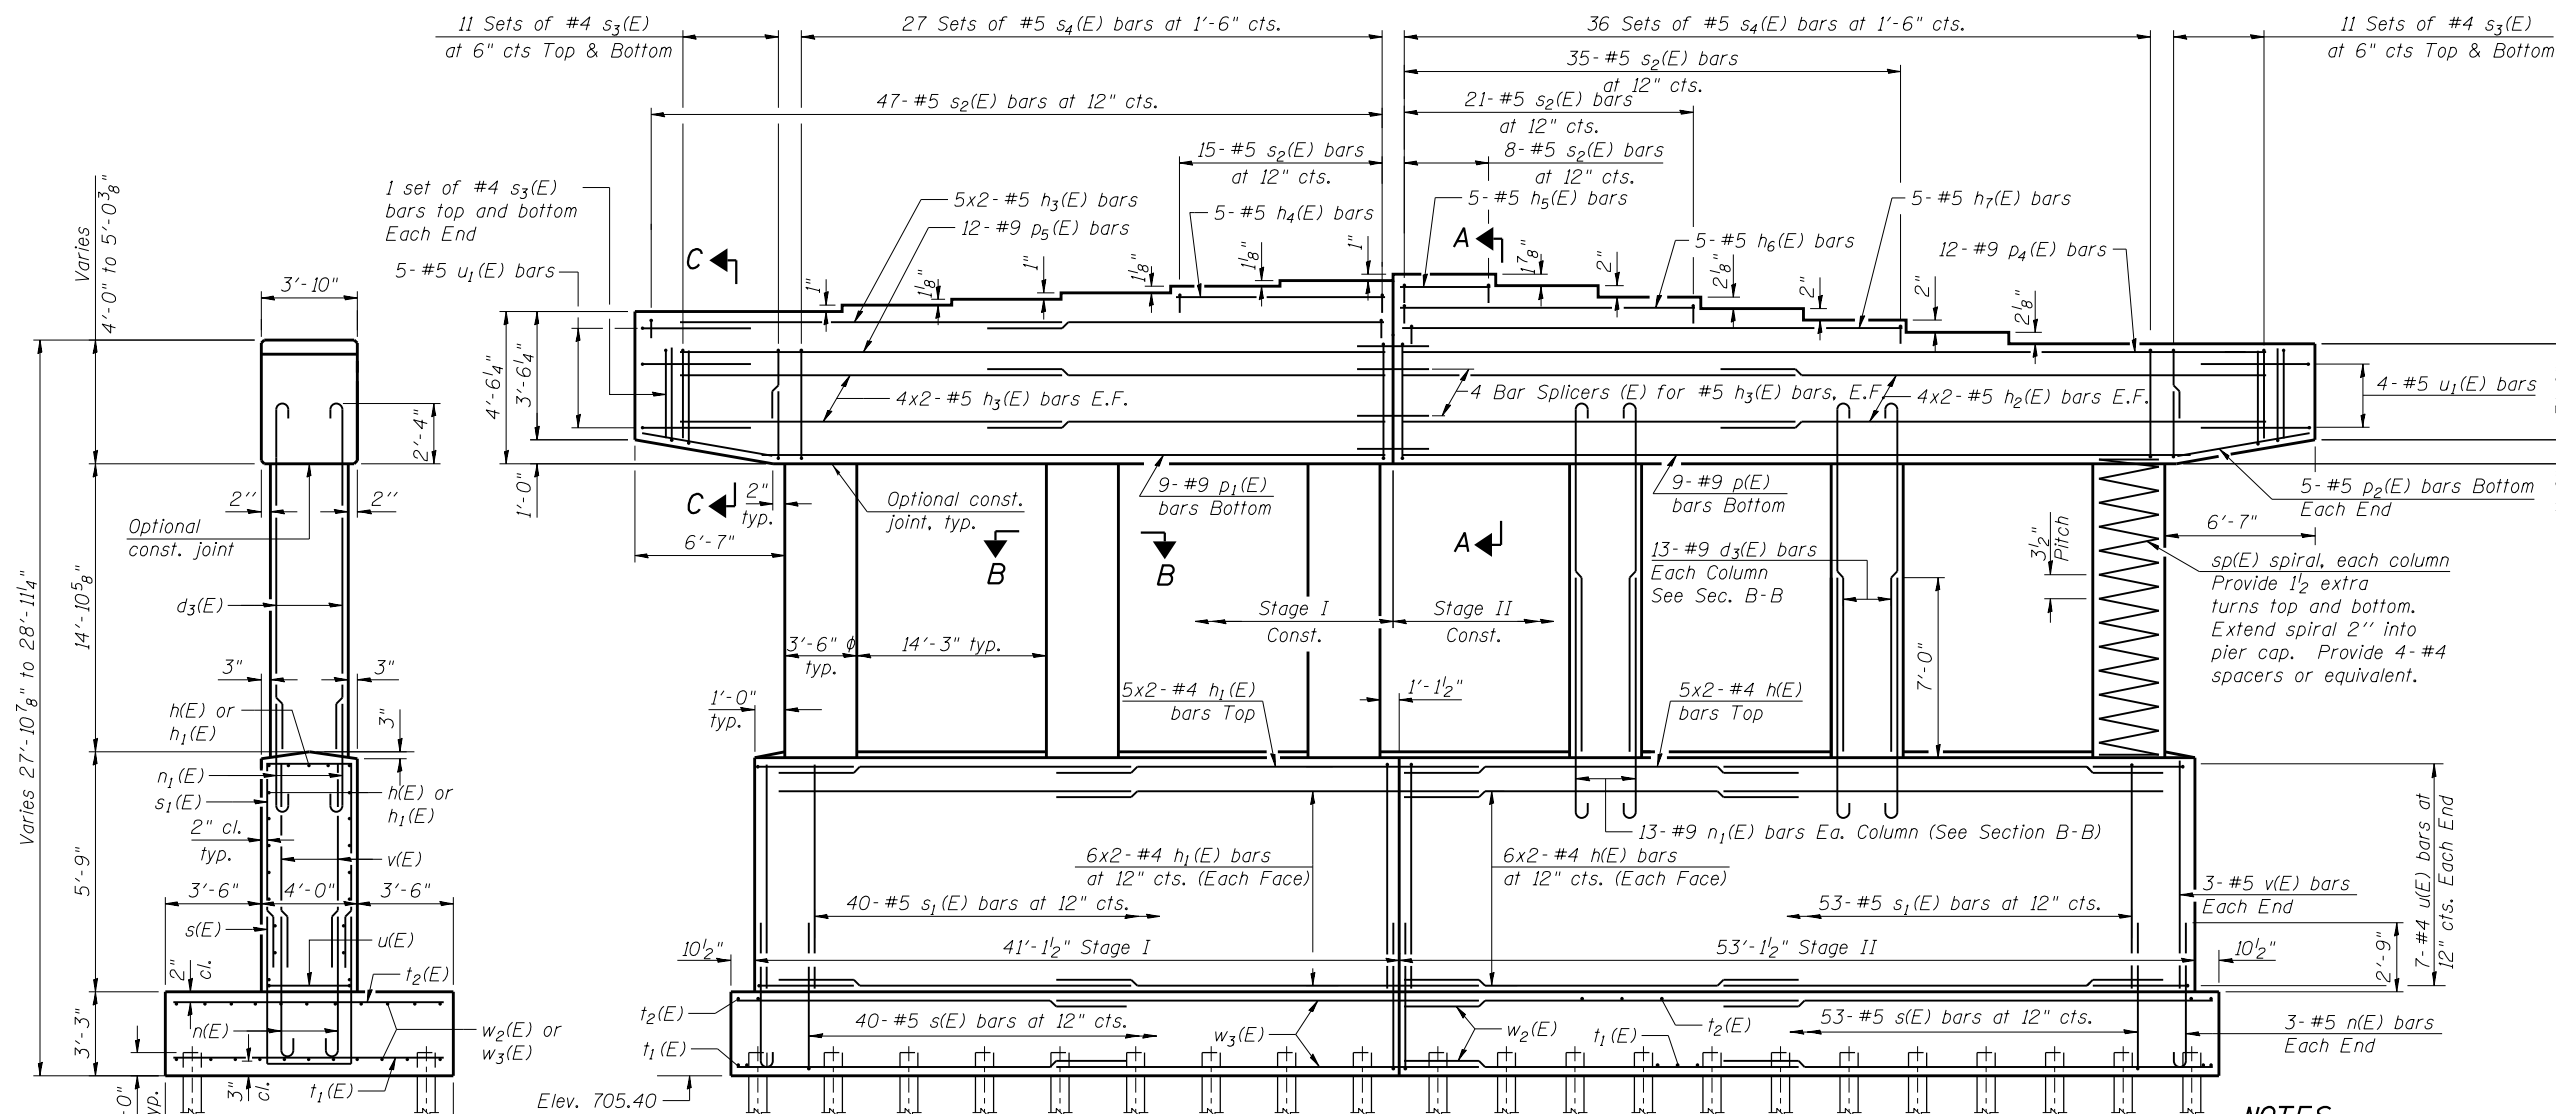 11 Sets of #4 s3(E)
at 6" cts Top & Bottom
27 Sets of #5 s4(E) bars at 1'-6" cts.
36 Sets of #5 s4(E) bars at 1'-6" cts.
11 Sets of #4 s3(E)
at 6" cts Top & Bottom
35-#5 s2(E) bars
at 12" cts.
47-#5 s2(E) bars at 12" cts.
21-#5 s2(E) bars
at 12" cts.
15-#5 s2(E) bars
at 12" cts.
8-#5 s2(E) bars
at 12" cts.
Varies
4'-0" to 5'-0 3/8"
3'-10"
1 set of #4 s3(E)
bars top and bottom
Each End
5-#5 u1(E) bars
5x2-#5 h3(E) bars
12-#9 p5(E) bars
5-#5 h4(E) bars
5-#5 h5(E) bars
5-#5 h7(E) bars
5-#5 h6(E) bars
12-#9 p4(E) bars
C
A
1"
1 1/8"
1"
1 1/8"
1 1/8"
1"
1 7/8"
2"
2 1/8"
2"
2"
2 1/8"
4'-6 1/4"
3'-6 1/4"
4x2-#5 h3(E) bars E.F.
4 Bar Splicers (E) for #5 h3(E) bars, E.F.
4x2-#5 h2(E) bars E.F.
4-#5 u1(E) bars
2'-4"
1'-0"
2"
2"
Optional
const. joint
C
2"
typ.
6'-7"
Optional const.
joint, typ.
9-#9 p1(E)
bars Bottom
9-#9 p(E)
bars Bottom
5-#5 p2(E) bars Bottom
Each End
6'-7"
B
B
A
13-#9 d3(E) bars
Each Column
See Sec. B-B
3 1/2"
Pitch
sp(E) spiral, each column
Provide 1 1/2 extra
turns top and bottom.
Extend spiral 2" into
pier cap. Provide 4-#4
spacers or equivalent.
Varies 27'-10 7/8" to 28'-11 1/4"
14'-10 5/8"
d3(E)
Stage I
Const.
Stage II
Const.
3'-6" ϕ
typ.
14'-3" typ.
7'-0"
3"
3"
1'-0"
typ.
5x2-#4 h1(E)
bars Top
1'-1 1/2"
5x2-#4 h(E)
bars Top
h(E) or
h1(E)
3"
n1(E)
s1(E)
h(E) or
h1(E)
2" cl.
typ.
v(E)
5'-9"
3'-6"
4'-0"
3'-6"
13-#9 n1(E) bars Ea. Column (See Section B-B)
6x2-#4 h1(E) bars
at 12" cts. (Each Face)
6x2-#4 h(E) bars
at 12" cts. (Each Face)
7-#4 u(E) bars at
12" cts. Each End
3-#5 v(E) bars
Each End
40-#5 s1(E) bars at 12" cts.
53-#5 s1(E) bars at 12" cts.
s(E)
u(E)
10 1/2"
41'-1 1/2" Stage I
53'-1 1/2" Stage II
10 1/2"
2'-9"
2"
cl.
t2(E)
3'-3"
n(E)
w2(E) or
w3(E)
t2(E)
40-#5 s(E) bars at 12" cts.
w3(E)
w2(E)
t1(E)
t2(E)
53-#5 s(E) bars at 12" cts.
3-#5 n(E) bars
Each End
t1(E)
3"
cl.
t1(E)
Elev. 705.40
NOTES